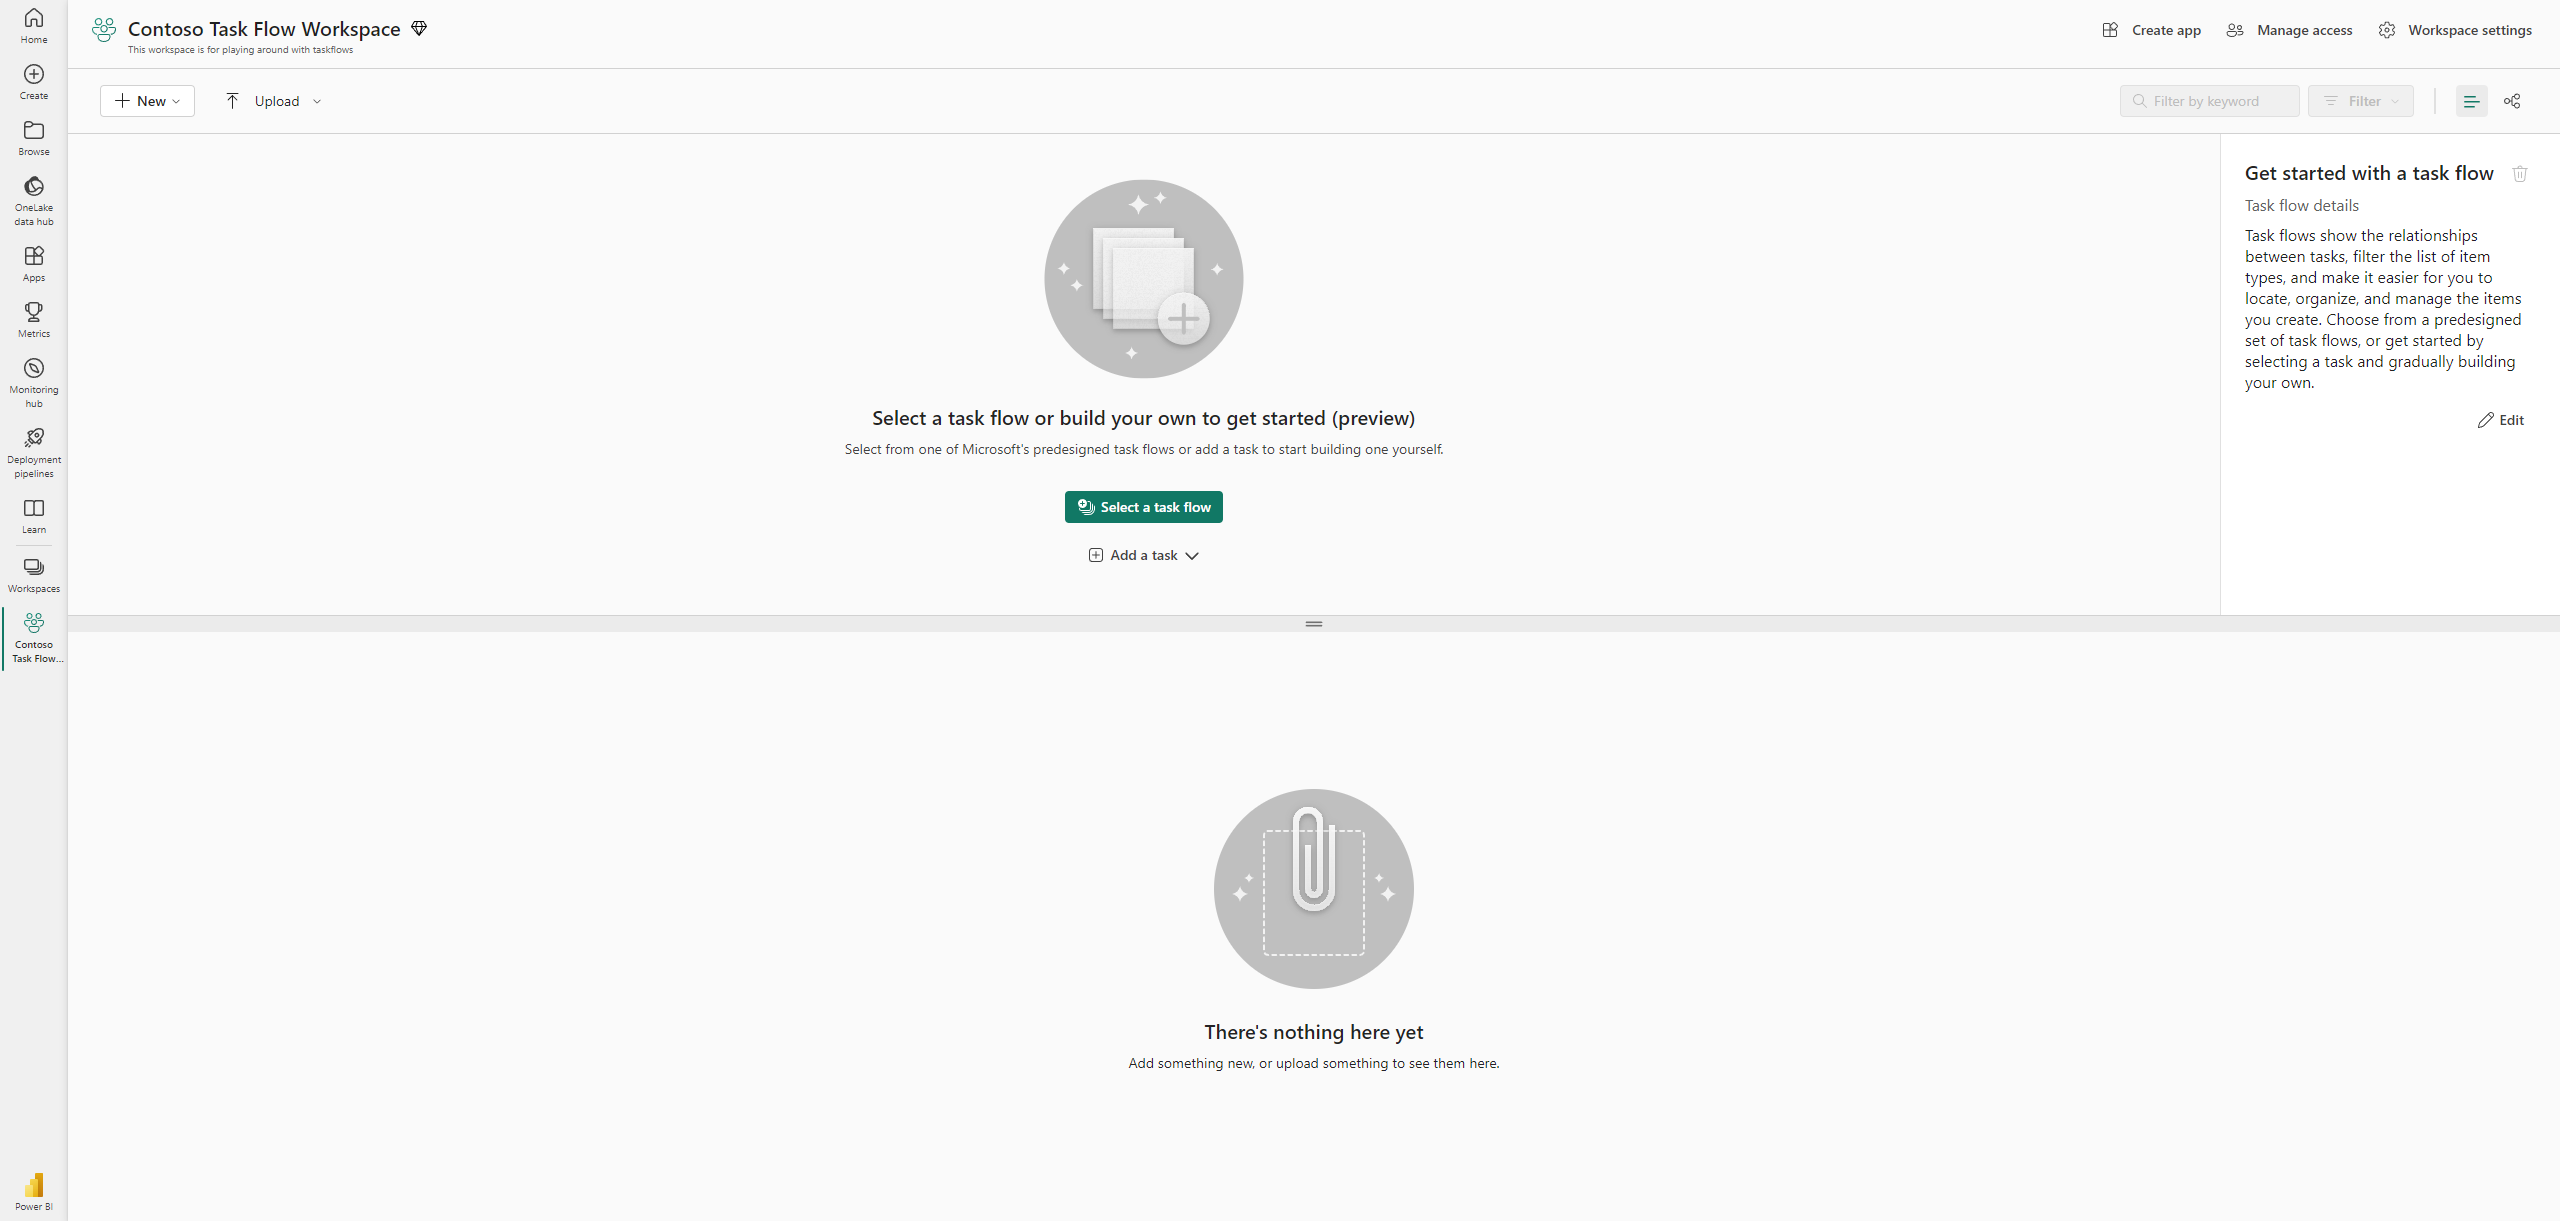 Home
Create
Browse
OneLake
data hub
Apps
Metrics
Monitoring
hub
Deployment
pipelines
Learn
Workspaces
Contoso
Task Flow...
Power BI
Contoso Task Flow Workspace
This workspace is for playing around with taskflows
Create app
Manage access
Workspace settings
New
Upload
Filter by keyword
Filter
Select a task flow or build your own to get started (preview)
Select from one of Microsoft's predesigned task flows or add a task to start building one yourself.
Select a task flow
Add a task
Get started with a task flow
Task flow details
Task flows show the relationships
between tasks, filter the list of item
types, and make it easier for you to
locate, organize, and manage the items
you create. Choose from a predesigned
set of task flows, or get started by
selecting a task and gradually building
your own.
Edit
There's nothing here yet
Add something new, or upload something to see them here.